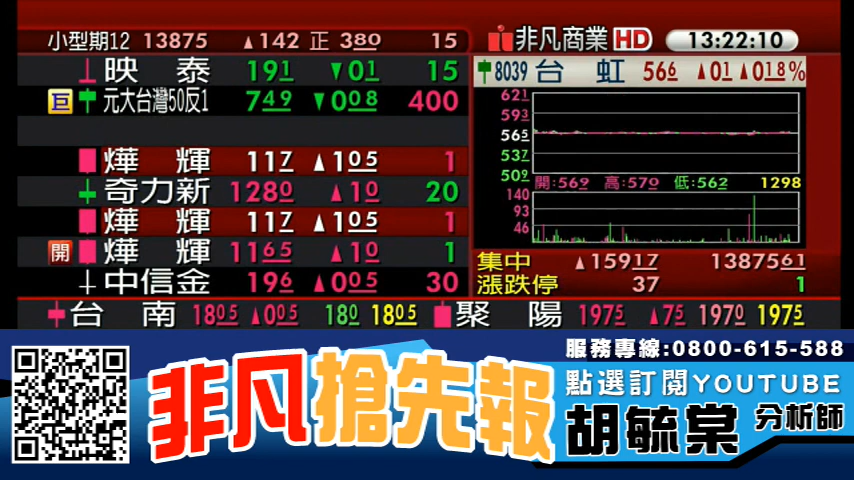 小型期12 13875 ▲142 正 380 15
映泰 191 ▼01 15
巨 元大台灣50反1 749 ▼008 400
燁輝 117 ▲105 1
奇力新 1280 ▲10 20
燁輝 117 ▲105 1
開 燁輝 1165 ▲10 1
中信金 196 ▲005 30
非凡商業HD 13:22:10
8039 台虹 566 ▲01 ▲018%
621
593
565
537
509
開:569 高:570 低:562 1298
140
93
46
集中 ▲15917 1387561
漲跌停 37 1
台南 1805 ▲005 180 1805 聚陽 1975 ▲75 1970 1975
非凡搶先報
服務專線:0800-615-588
點選訂閱YOUTUBE
胡毓棠 分析師